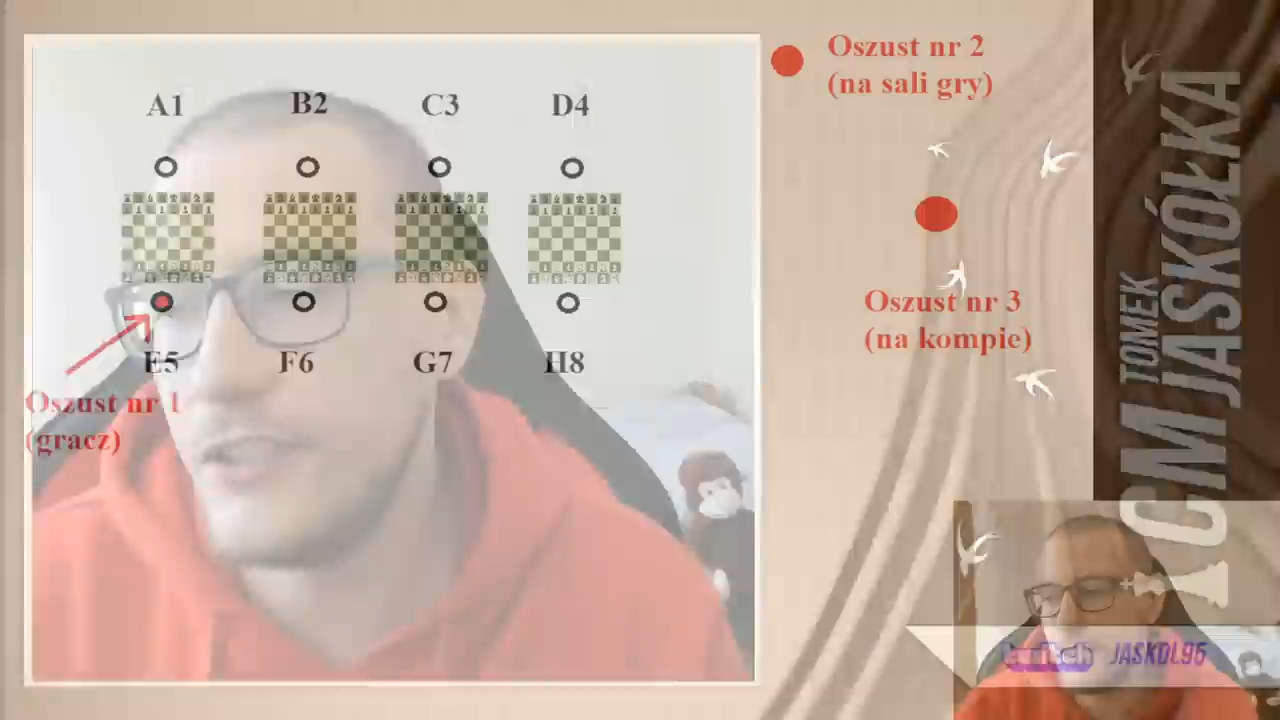 Oszust nr 2
(na sali gry)
A1
B2
C3
D4
Oszust nr 3
(na kompie)
E5
F6
G7
H8
Oszust nr 1
(gracz)
GM TOMEK JASKÓŁKA
twitch JASKOL95